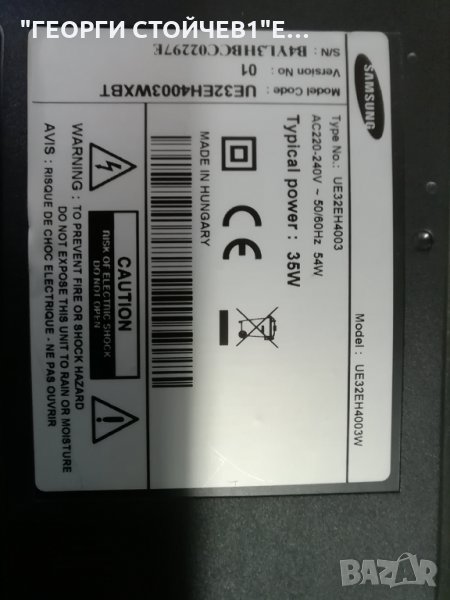 "ГЕОРГИ СТОЙЧЕВ1"Е...
SAMSUNG
Model : UE32EH4003W
Type No.: UE32EH4003
AC220-240V ~ 50/60Hz 54W
Typical power : 35W
MADE IN HUNGARY
CE
Model Code : UE32EH4003WXBT
Version No : 01
S/N: B4YL3HBCC02297E
CAUTION
RISK OF ELECTRIC SHOCK
DO NOT OPEN
WARNING : TO PREVENT FIRE OR SHOCK HAZARD
DO NOT EXPOSE THIS UNIT TO RAIN OR MOISTURE
AVIS : RISQUE DE CHOC ELECTRIQUE - NE PAS OUVRIR
BAZAR